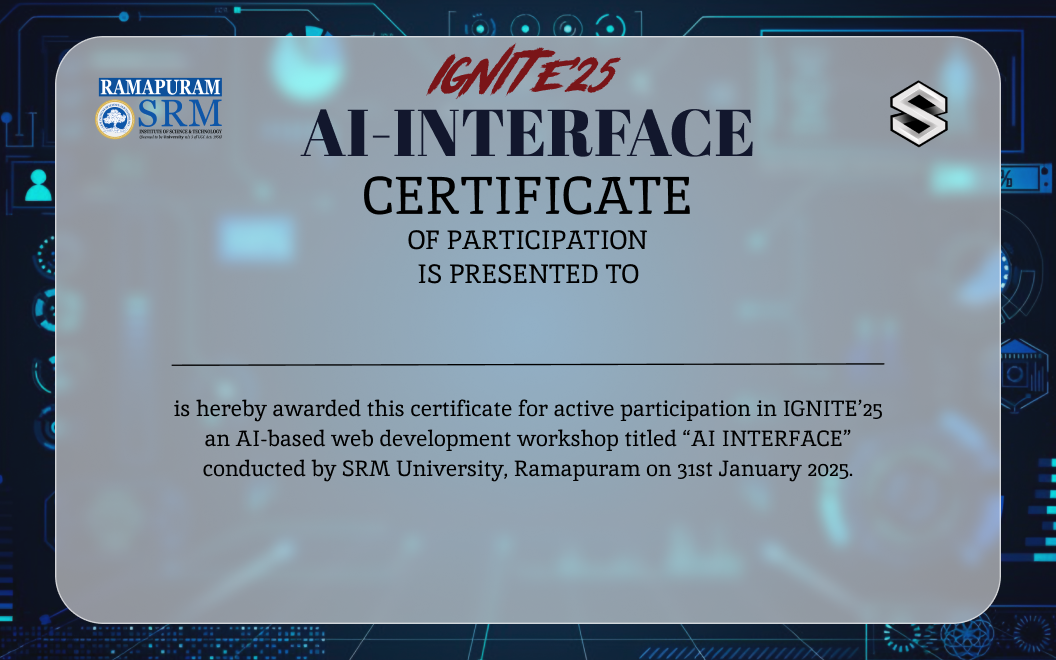 IGNITE'25
RAMAPURAM
SRM
INSTITUTE OF SCIENCE & TECHNOLOGY
AI-INTERFACE
CERTIFICATE
OF PARTICIPATION
IS PRESENTED TO
is hereby awarded this certificate for active participation in IGNITE’25
an AI-based web development workshop titled “AI INTERFACE”
conducted by SRM University, Ramapuram on 31st January 2025.